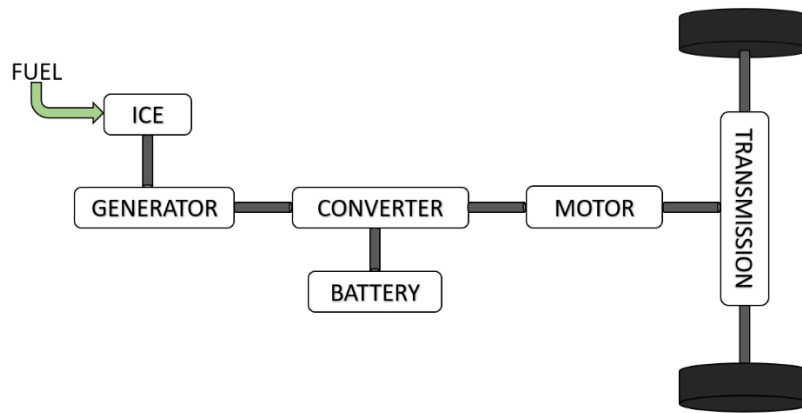 FUEL
ICE
GENERATOR
CONVERTER
MOTOR
TRANSMISSION
BATTERY